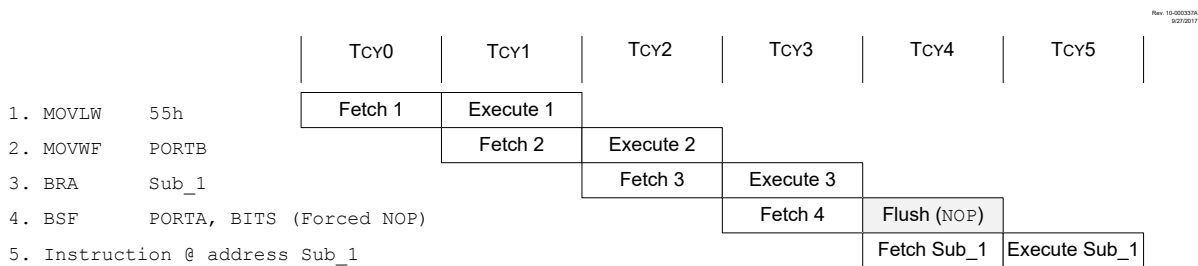 Rev. 10-000337A
9/27/2017
TCY0 TCY1 TCY2 TCY3 TCY4 TCY5
1. MOVLW 55h Fetch 1 Execute 1
2. MOVWF PORTB Fetch 2 Execute 2
3. BRA Sub_1 Fetch 3 Execute 3
4. BSF PORTA, BITS (Forced NOP) Fetch 4 Flush (NOP)
5. Instruction @ address Sub_1 Fetch Sub_1 Execute Sub_1